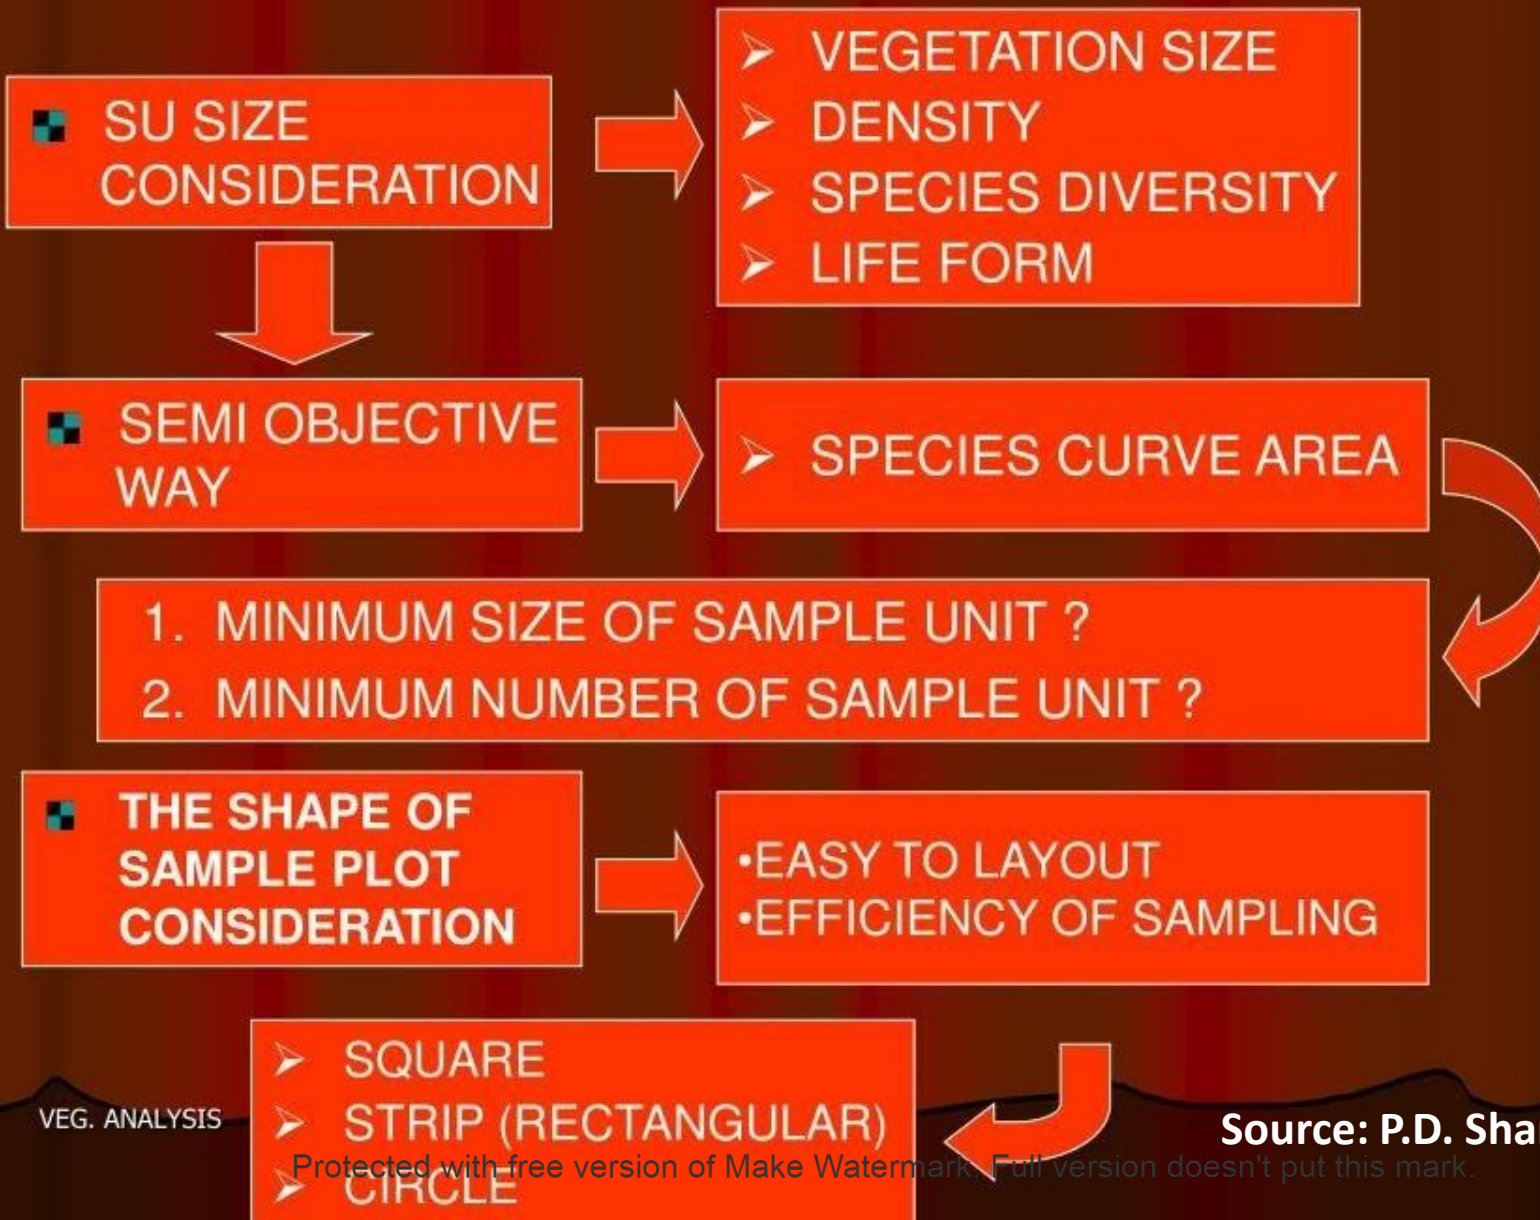 SU SIZE
CONSIDERATION
➢ VEGETATION SIZE
➢ DENSITY
➢ SPECIES DIVERSITY
➢ LIFE FORM
SEMI OBJECTIVE
WAY
➢ SPECIES CURVE AREA
1. MINIMUM SIZE OF SAMPLE UNIT ?
2. MINIMUM NUMBER OF SAMPLE UNIT ?
THE SHAPE OF
SAMPLE PLOT
CONSIDERATION
•EASY TO LAYOUT
•EFFICIENCY OF SAMPLING
➢ SQUARE
➢ STRIP (RECTANGULAR)
➢ CIRCLE
VEG. ANALYSIS
Source: P.D. Sha
Protected with free version of Make Watermark. Full version doesn't put this mark.